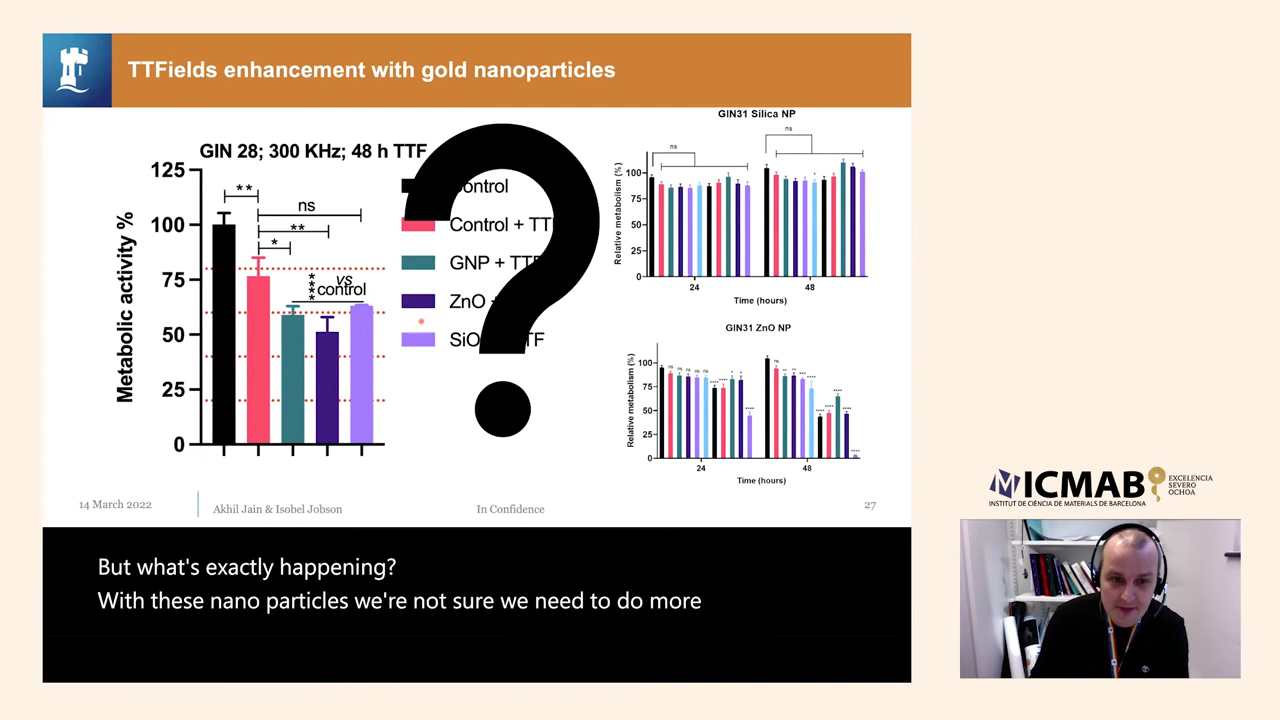 TTFields enhancement with gold nanoparticles
GIN 28; 300 KHz; 48 h TTF
Metabolic activity %
125
100
75
50
25
0
**
ns
**
*
****
vs
control
ontrol
Control + TT
GNP + TT
ZnO
SiO
TF
GIN31 Silica NP
ns
ns
Relative metabolism (%)
100
75
50
25
0
24
48
Time (hours)
GIN31 ZnO NP
Relative metabolism (%)
100
75
50
25
0
24
48
Time (hours)
14 March 2022
Akhil Jain & Isobel Jobson
In Confidence
27
But what's exactly happening?
With these nano particles we're not sure we need to do more
ICMAB
INSTITUT DE CIÈNCIA DE MATERIALS DE BARCELONA
EXCELENCIA
SEVERO
OCHOA